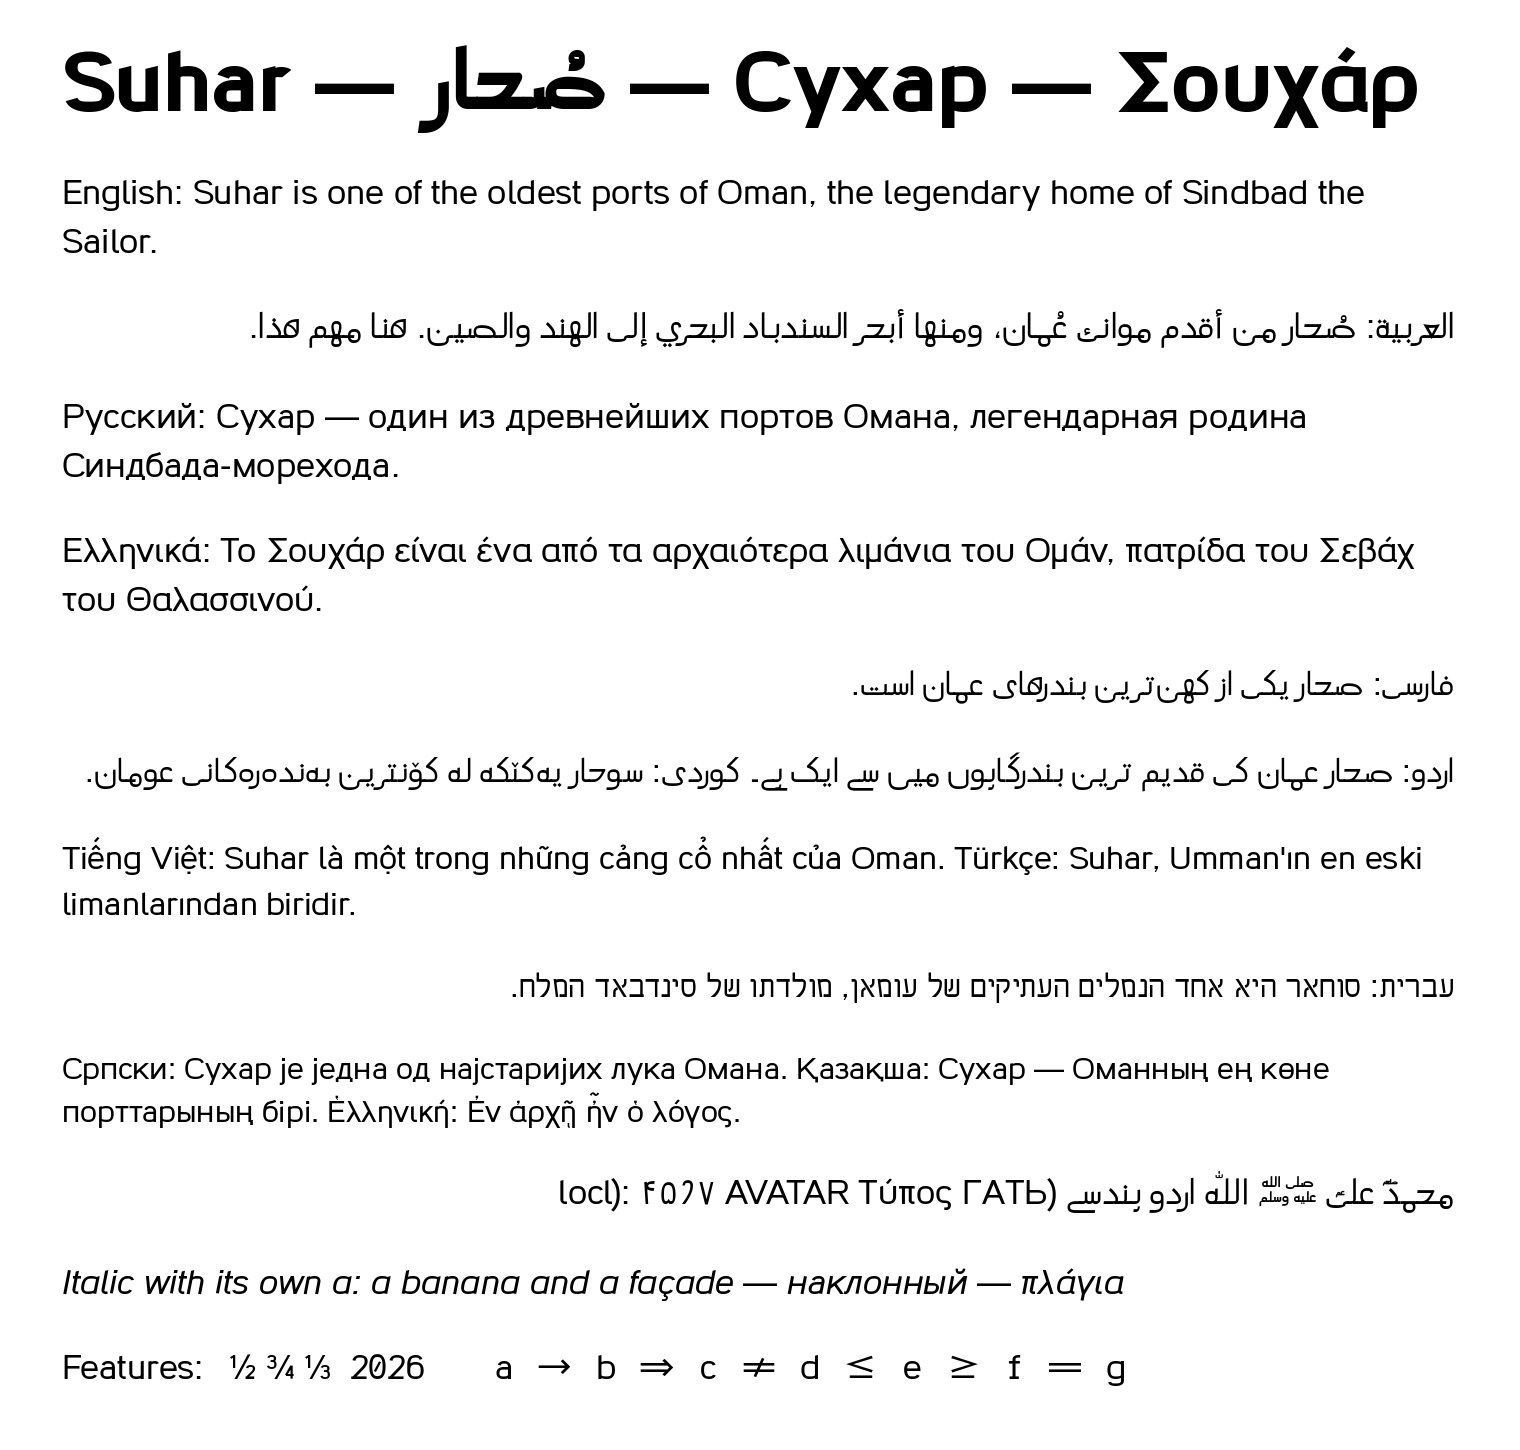 Suhar — صُحار — Сухар — Σουχάρ
English: Suhar is one of the oldest ports of Oman, the legendary home of Sindbad the
Sailor.
العربية: صُحار من أقدم موانئ عُمان، ومنها أبحر السندباد البحري إلى الهند والصين. هنا مهم هذا.
Русский: Сухар — один из древнейших портов Омана, легендарная родина
Синдбада-морехода.
Ελληνικά: Το Σουχάρ είναι ένα από τα αρχαιότερα λιμάνια του Ομάν, πατρίδα του Σεβάχ
του Θαλασσινού.
فارسی: صحار یکی از کهن‌ترین بندرهای عمان است.
اردو: صحار عمان کی قدیم ترین بندرگاہوں میں سے ایک ہے۔ کوردی: سوحار یەکێکە لە کۆنترین بەندەرەکانی عومان.
Tiếng Việt: Suhar là một trong những cảng cổ nhất của Oman. Türkçe: Suhar, Umman'ın en eski
limanlarından biridir.
עברית: סוחאר היא אחד הנמלים העתיקים של עומאן, מולדתו של סינדבאד המלח.
Српски: Сухар је једна од најстаријих лука Омана. Қазақша: Сухар — Оманның ең көне
порттарының бірі. Ἑλληνική: Ἐν ἀρχῇ ἦν ὁ λόγος.
محمدؐ علیؑ ﷺ الله اردو ہندسے (locl): ۴۵۶۷ AVATAR Τύπος ГАТЬ
Italic with its own a: a banana and a façade — наклонный — πλάγια
Features: ½ ¾ ⅓ 2026 a → b ⇒ c ≠ d ≤ e ≥ f = g